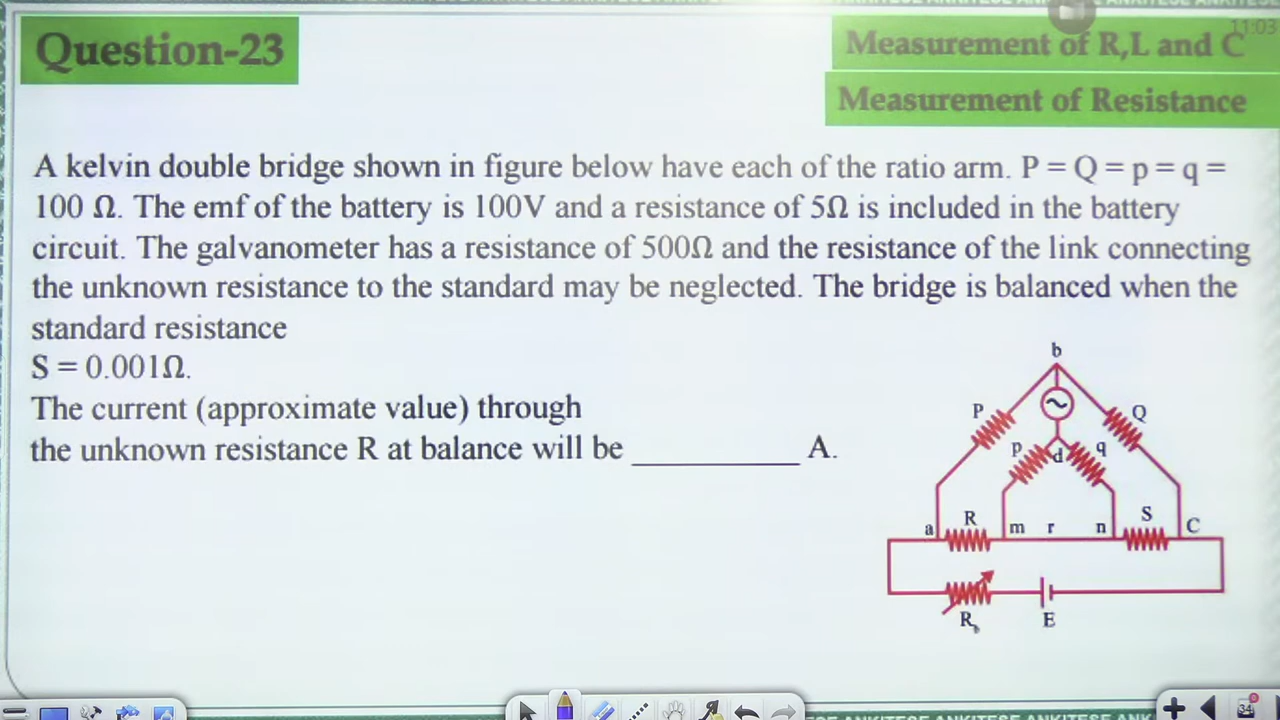 Question-23
Measurement of R,L and C
11:03
Measurement of Resistance
A kelvin double bridge shown in figure below have each of the ratio arm. P = Q = p = q =
100 Ω. The emf of the battery is 100V and a resistance of 5Ω is included in the battery
circuit. The galvanometer has a resistance of 500Ω and the resistance of the link connecting
the unknown resistance to the standard may be neglected. The bridge is balanced when the
standard resistance
S = 0.001Ω.
The current (approximate value) through
the unknown resistance R at balance will be __________ A.
b
P
Q
p
d
q
a
R
m
r
n
S
C
R
E
34